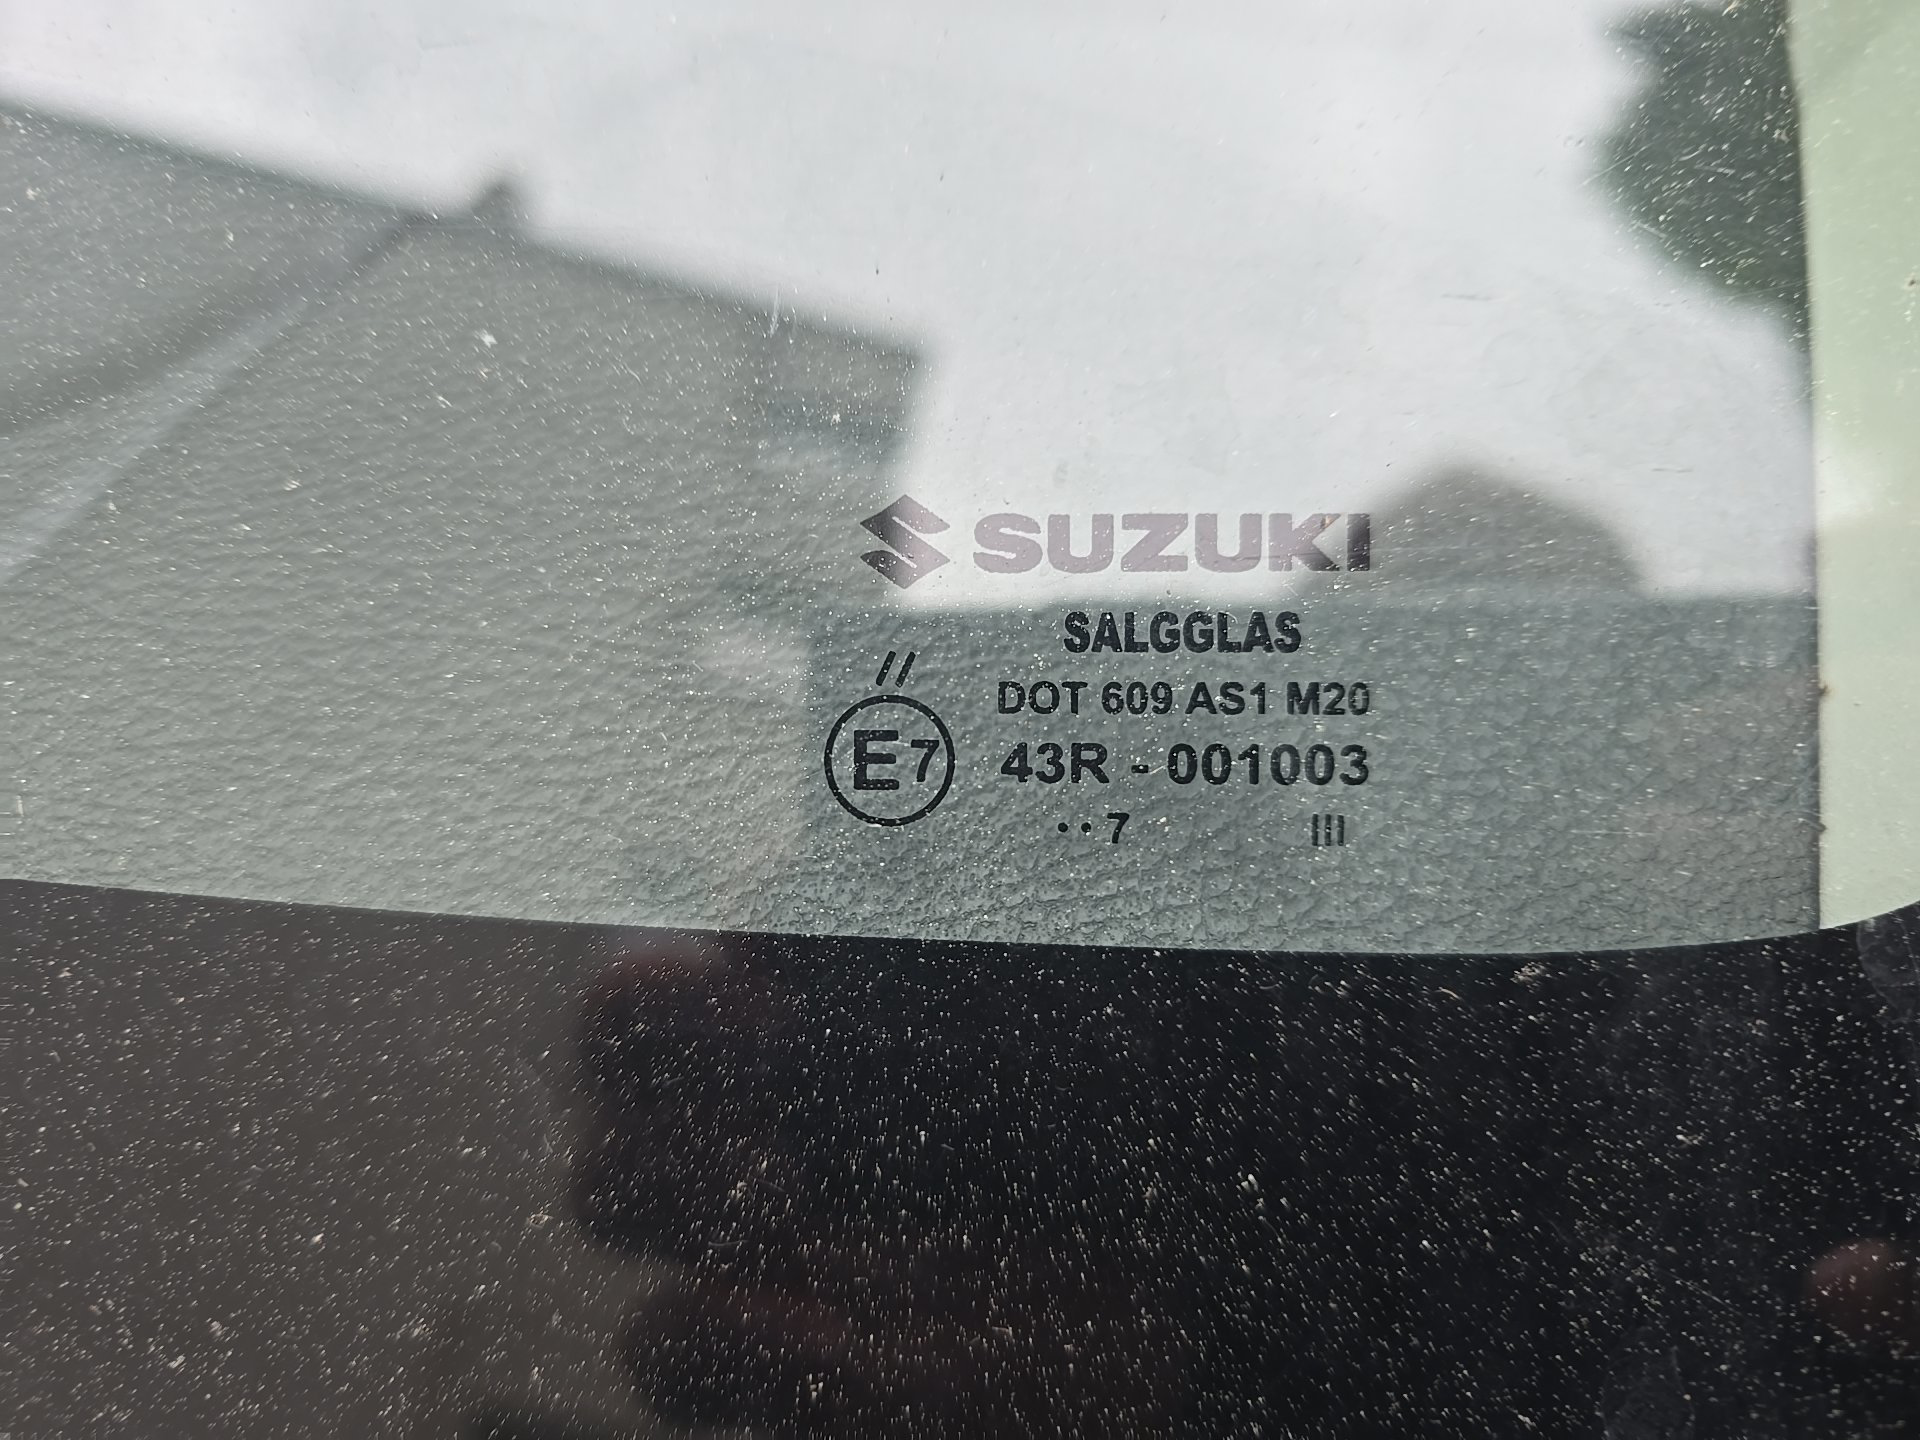 SUZUKI
SALGGLAS
//
DOT 609 AS1 M20
E7 43R - 001003
•• 7 III